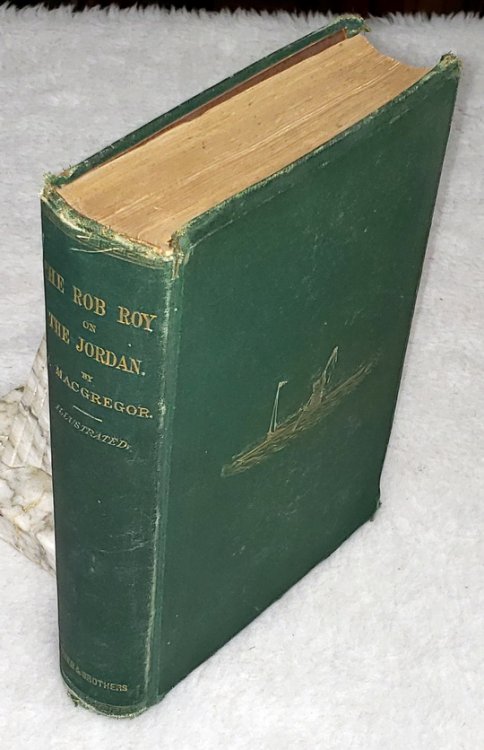 HE ROB ROY
ON
THE JORDAN.
BY
MACGREGOR.
ILLUSTRATED.
& BROTHERS